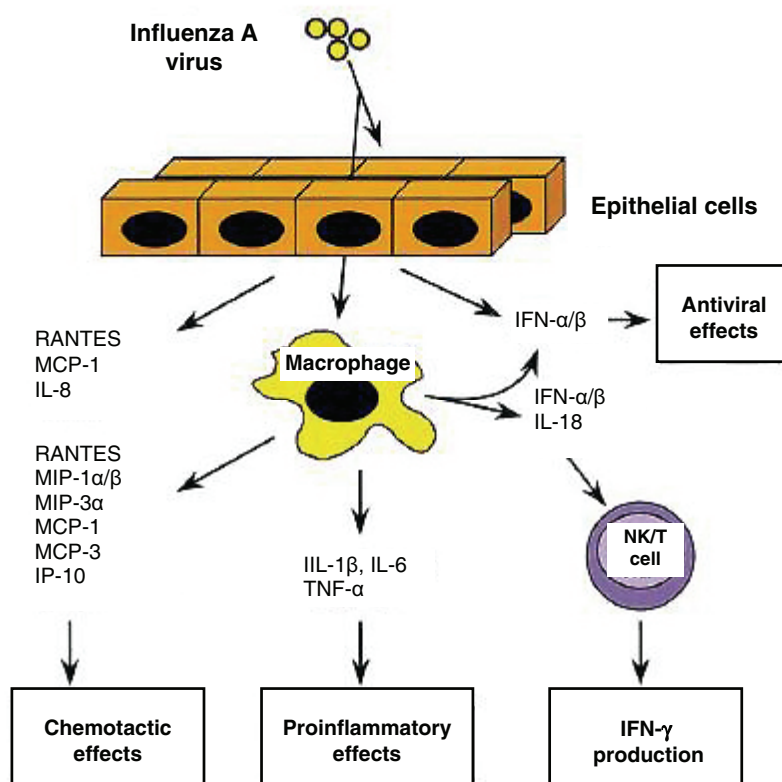 Influenza A
virus
Epithelial cells
RANTES
MCP-1
IL-8
Macrophage
IFN-α/β
Antiviral
effects
IFN-α/β
IL-18
RANTES
MIP-1α/β
MIP-3α
MCP-1
MCP-3
IP-10
IIL-1β, IL-6
TNF-α
NK/T
cell
Chemotactic
effects
Proinflammatory
effects
IFN-γ
production